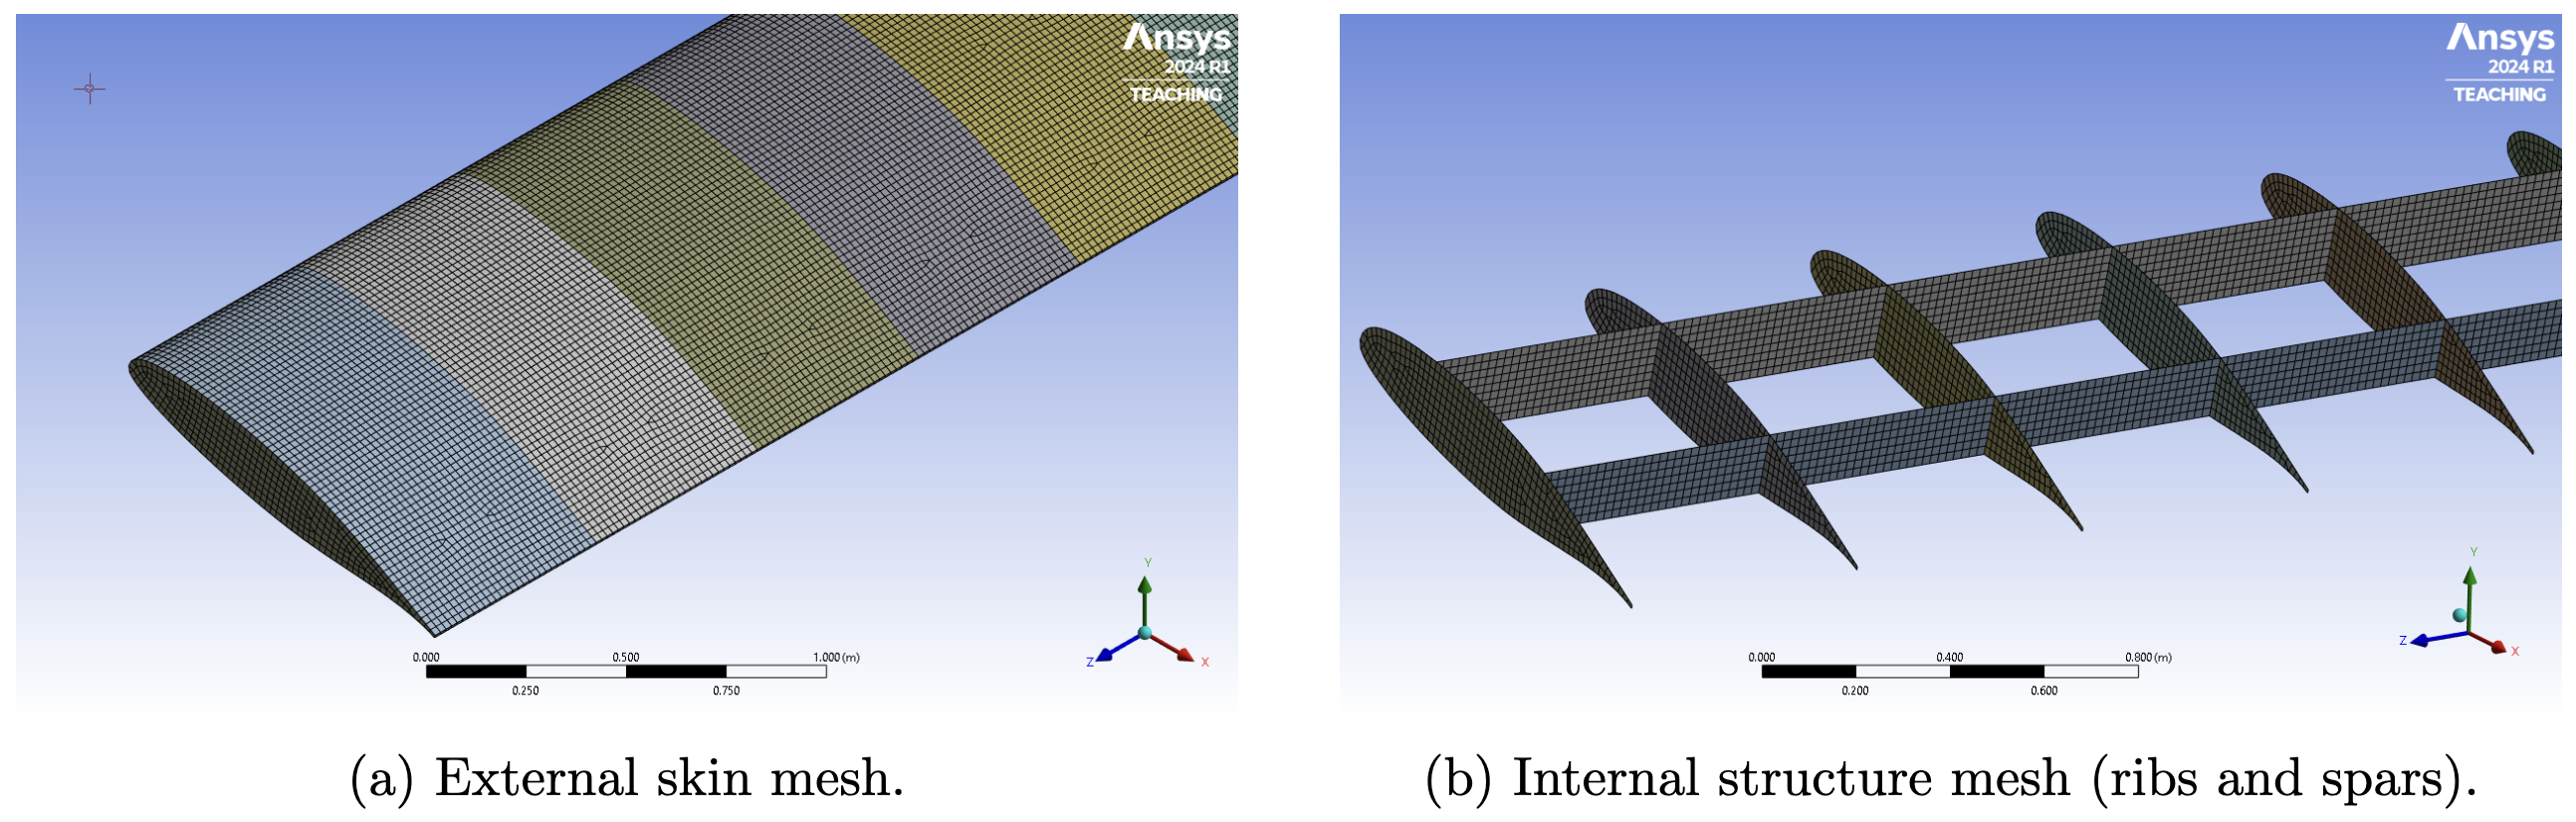 Ansys
2024 R1
TEACHING
Y
Z
X
0.000 0.500 1.000 (m)
0.250 0.750
(a) External skin mesh.
Ansys
2024 R1
TEACHING
Y
Z
X
0.000 0.400 0.800 (m)
0.200 0.600
(b) Internal structure mesh (ribs and spars).